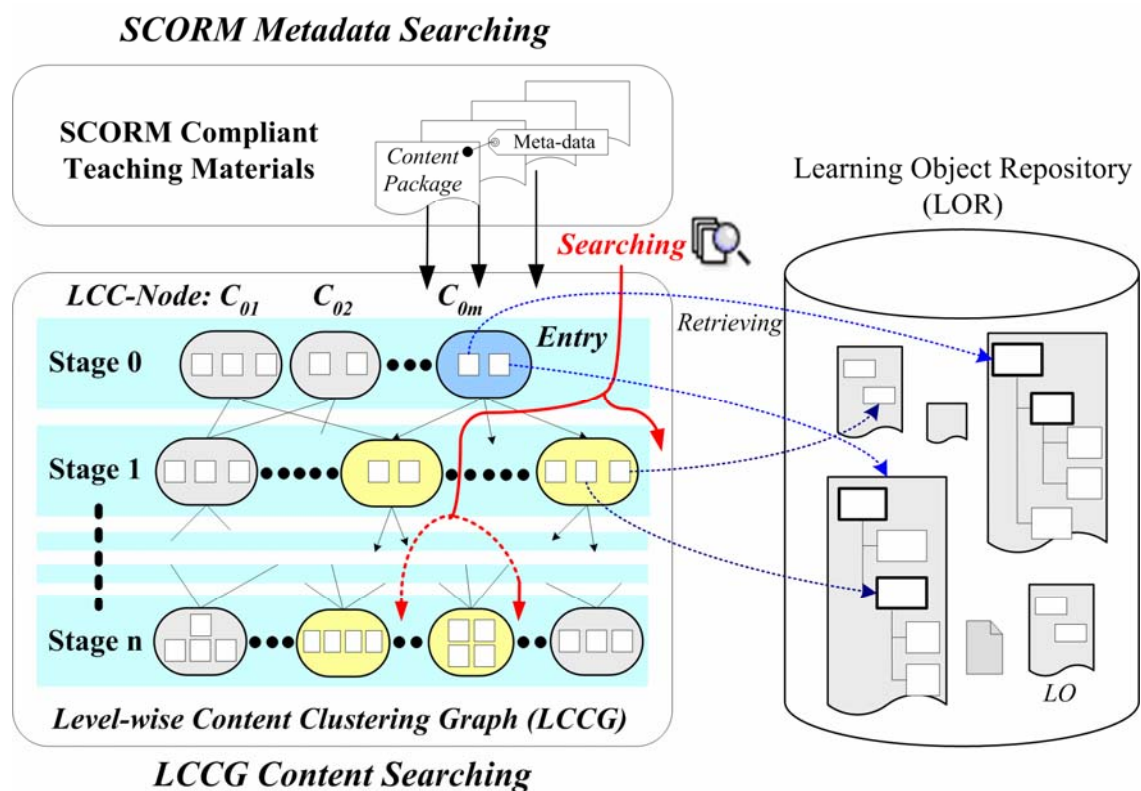 SCORM Metadata Searching
SCORM Compliant
Teaching Materials
Content
Package
Meta-data
Learning Object Repository
(LOR)
Searching
LCC-Node: C01
C02
C0m
Entry
Retrieving
Stage 0
Stage 1
Stage n
LO
Level-wise Content Clustering Graph (LCCG)
LCCG Content Searching